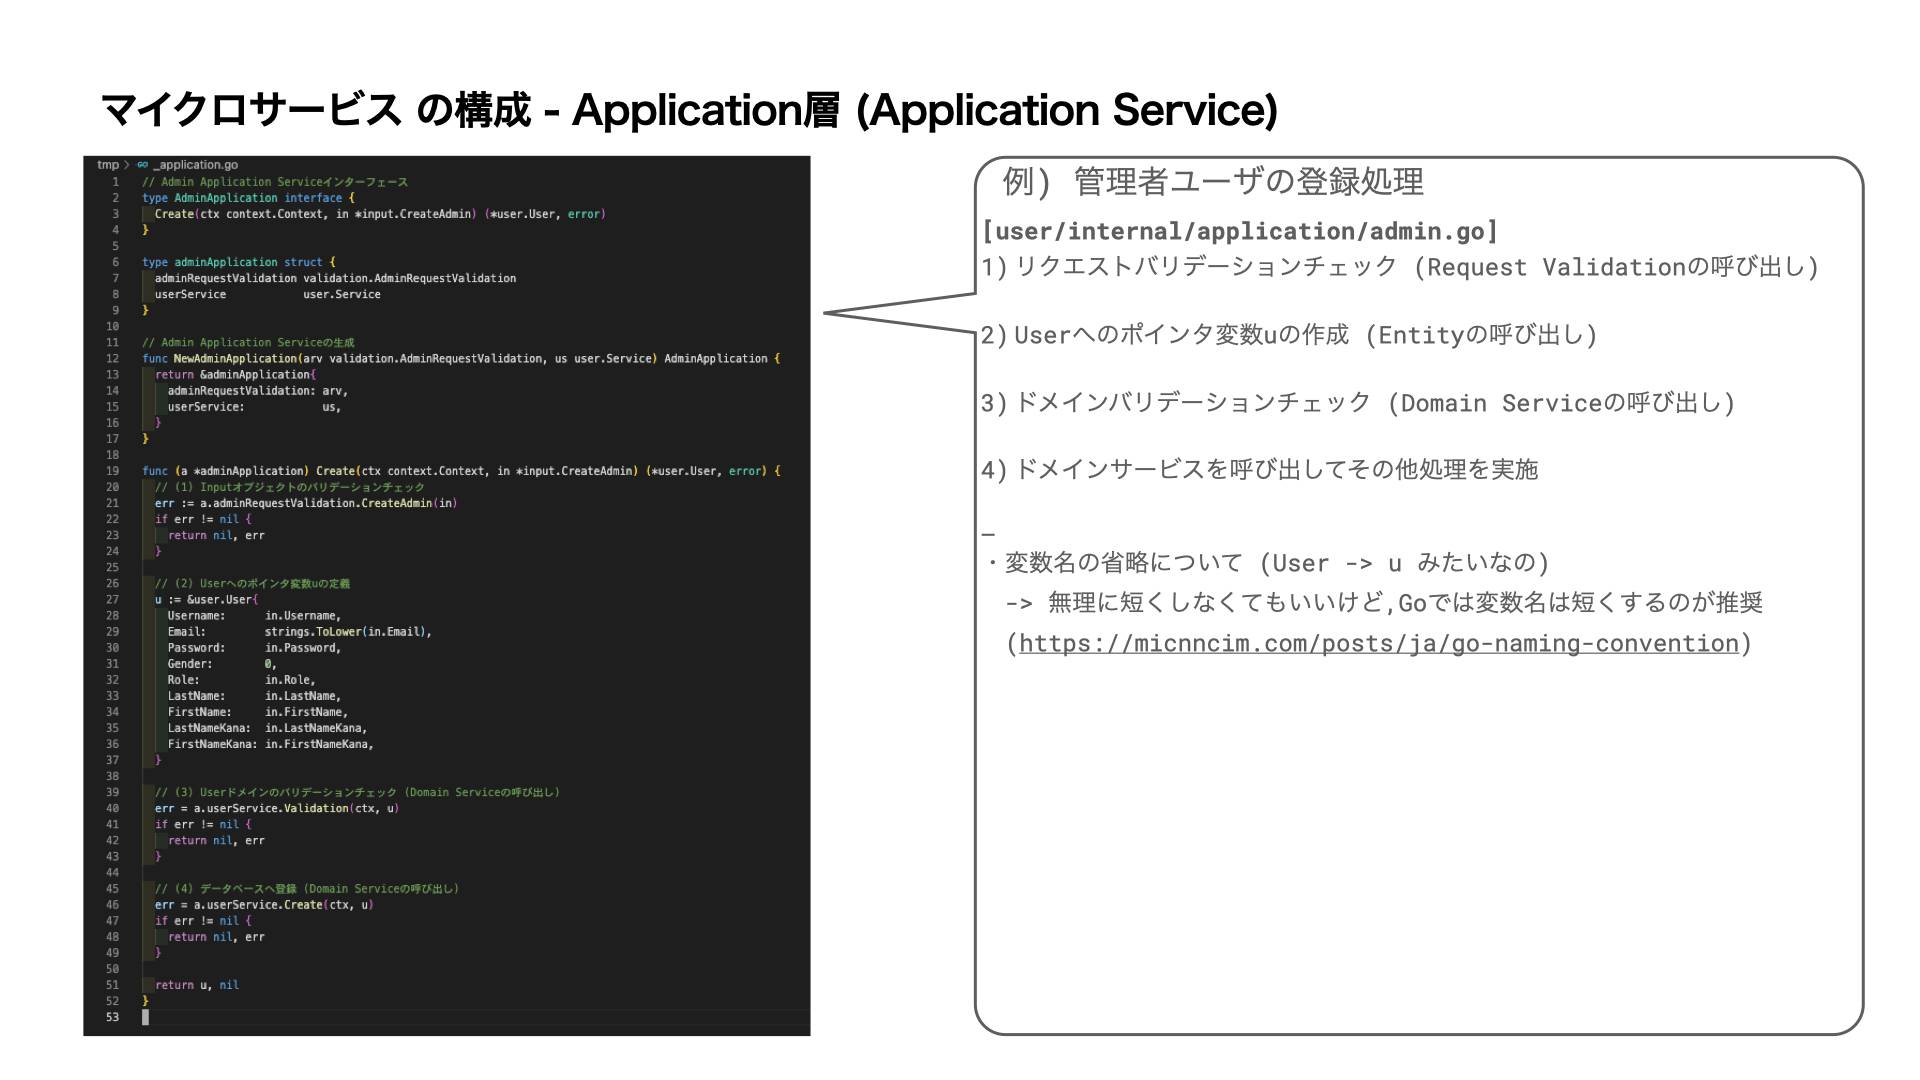 マイクロサービス の構成 - Application層 (Application Service)
tmp > GO _application.go
1 // Admin Application Serviceインターフェース
2 type AdminApplication interface {
3 Create(ctx context.Context, in *input.CreateAdmin) (*user.User, error)
4 }
5
6 type adminApplication struct {
7 adminRequestValidation validation.AdminRequestValidation
8 userService user.Service
9 }
10
11 // Admin Application Serviceの生成
12 func NewAdminApplication(arv validation.AdminRequestValidation, us user.Service) AdminApplication {
13 return &adminApplication{
14 adminRequestValidation: arv,
15 userService: us,
16 }
17 }
18
19 func (a *adminApplication) Create(ctx context.Context, in *input.CreateAdmin) (*user.User, error) {
20 // (1) Inputオブジェクトのバリデーションチェック
21 err := a.adminRequestValidation.CreateAdmin(in)
22 if err != nil {
23 return nil, err
24 }
25
26 // (2) Userへのポインタ変数uの定義
27 u := &user.User{
28 Username: in.Username,
29 Email: strings.ToLower(in.Email),
30 Password: in.Password,
31 Gender: 0,
32 Role: in.Role,
33 LastName: in.LastName,
34 FirstName: in.FirstName,
35 LastNameKana: in.LastNameKana,
36 FirstNameKana: in.FirstNameKana,
37 }
38
39 // (3) Userドメインのバリデーションチェック (Domain Serviceの呼び出し)
40 err = a.userService.Validation(ctx, u)
41 if err != nil {
42 return nil, err
43 }
44
45 // (4) データベースへ登録 (Domain Serviceの呼び出し)
46 err = a.userService.Create(ctx, u)
47 if err != nil {
48 return nil, err
49 }
50
51 return u, nil
52 }
53
例) 管理者ユーザの登録処理
[user/internal/application/admin.go]
1) リクエストバリデーションチェック (Request Validationの呼び出し)
2) Userへのポインタ変数uの作成 (Entityの呼び出し)
3) ドメインバリデーションチェック (Domain Serviceの呼び出し)
4) ドメインサービスを呼び出してその他処理を実施
—
・変数名の省略について (User -> u みたいなの)
-> 無理に短くしなくてもいいけど,Goでは変数名は短くするのが推奨
(https://micnncim.com/posts/ja/go-naming-convention)